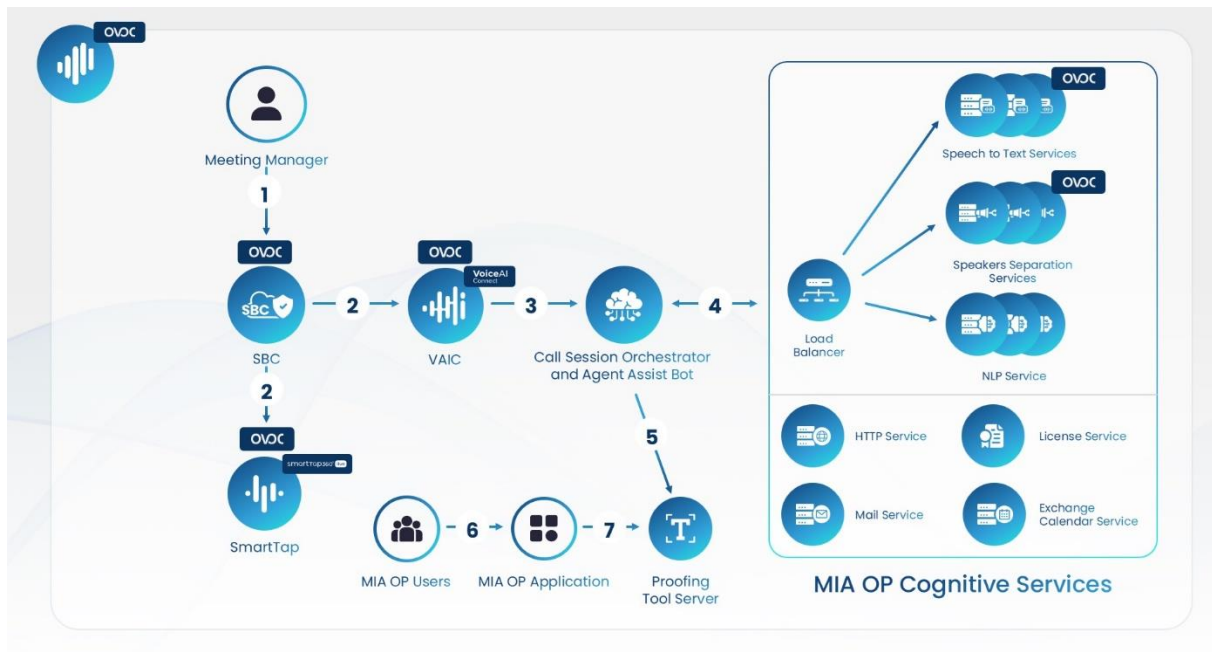 OVOC
Meeting Manager
1
OVOC
SBC
SBC
2
OVOC
VoiceAI
Connect
VAIC
3
Call Session Orchestrator
and Agent Assist Bot
4
2
OVOC
smarttap360° live
SmartTap
5
MIA OP Users
6
MIA OP Application
7
T
Proofing
Tool Server
Load
Balancer
OVOC
Speech to Text Services
OVOC
Speakers Separation
Services
NLP Service
HTTP Service
License Service
Mail Service
Exchange
Calendar Service
MIA OP Cognitive Services